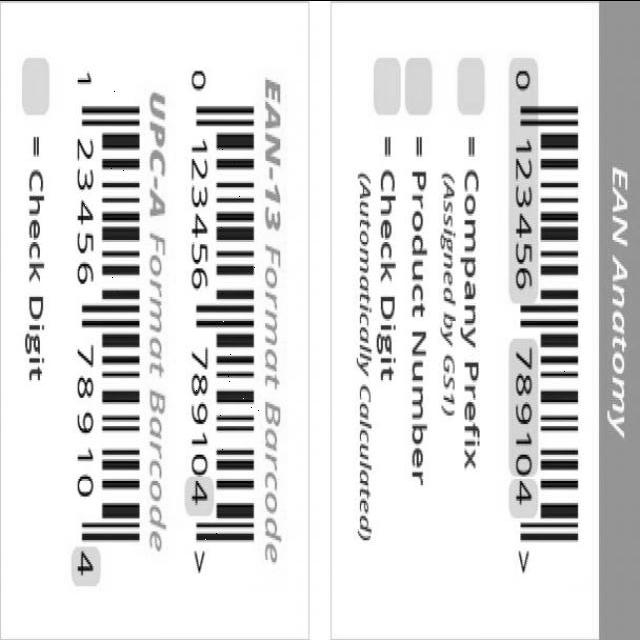 EAN Anatomy
0 123456 789104 >
= Company Prefix
(Assigned by GS1)
= Product Number
= Check Digit
(Automatically Calculated)
EAN-13 Format Barcode
0 123456 789104 >
UPC-A Format Barcode
1 23456 78910 4
= Check Digit